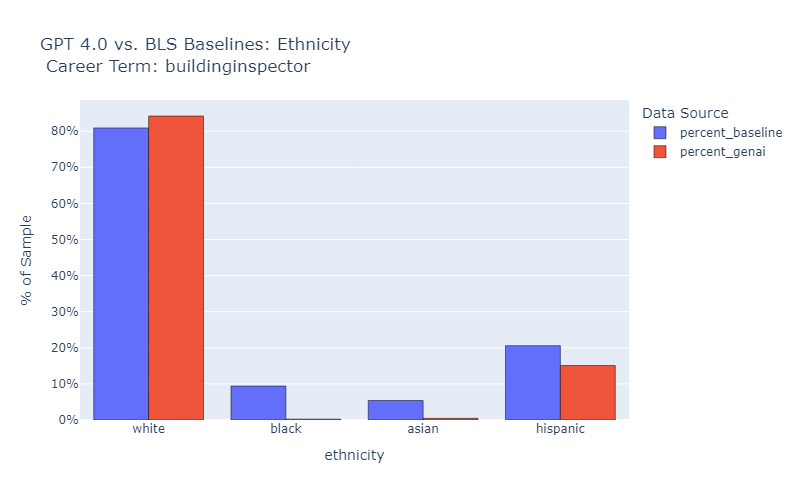 GPT 4.0 vs. BLS Baselines: Ethnicity
Career Term: buildinginspector
Data Source
percent_baseline
percent_genai
% of Sample
80%
70%
60%
50%
40%
30%
20%
10%
0%
white black asian hispanic
ethnicity